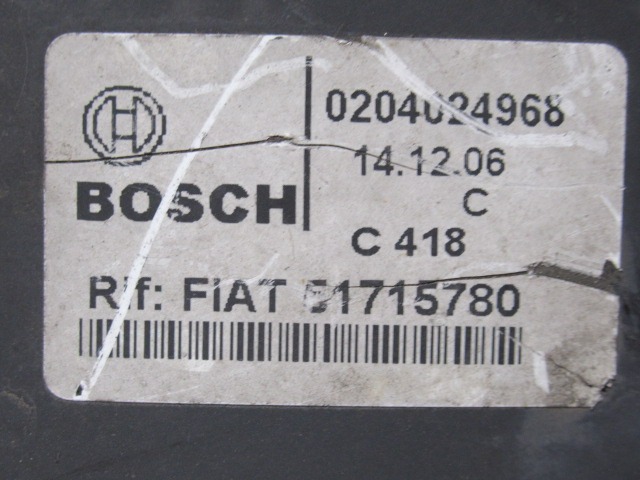 0204024968
14.12.06
C
BOSCH
C 418
Rif: FIAT 51715780